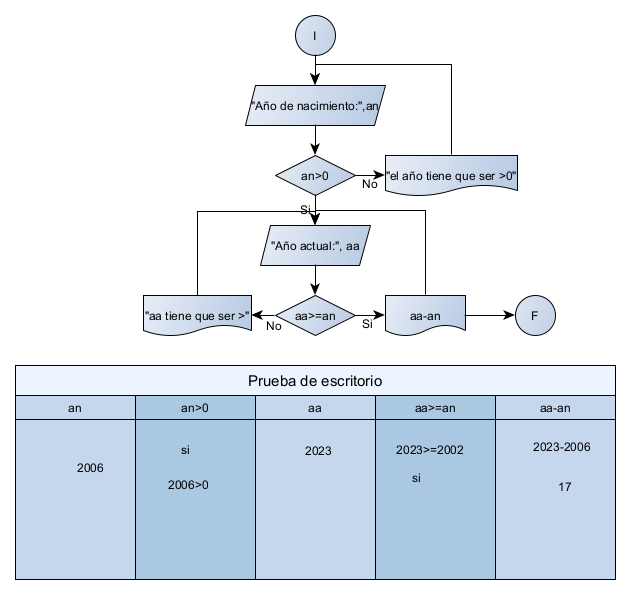 I
"Año de nacimiento:",an
an>0
No
"el año tiene que ser >0"
Si
"Año actual:", aa
"aa tiene que ser >"
No
aa>=an
Si
aa-an
F
Prueba de escritorio
an
an>0
aa
aa>=an
aa-an
2006
si
2006>0
2023
2023>=2002
si
2023-2006
17